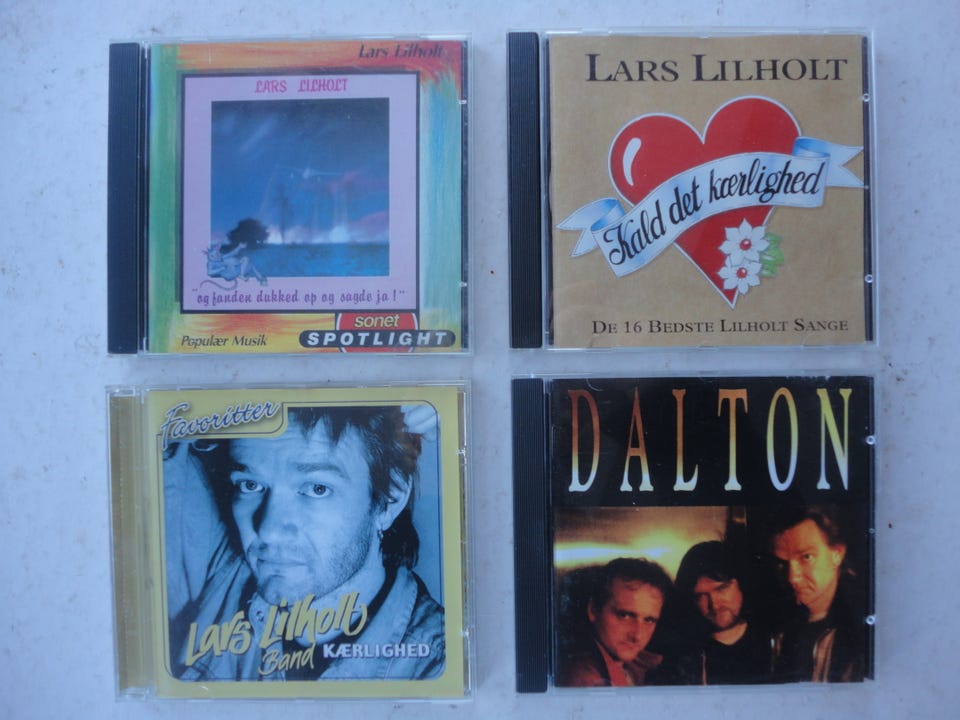 Lars Lilholt
LARS LILHOLT
"og fanden dukked op og sagde ja!"
Populær Musik
sonet
SPOTLIGHT
LARS LILHOLT
Kald det kærlighed
DE 16 BEDSTE LILHOLT SANGE
Favoritter
Lars Lilholt
Band KÆRLIGHED
DALTON